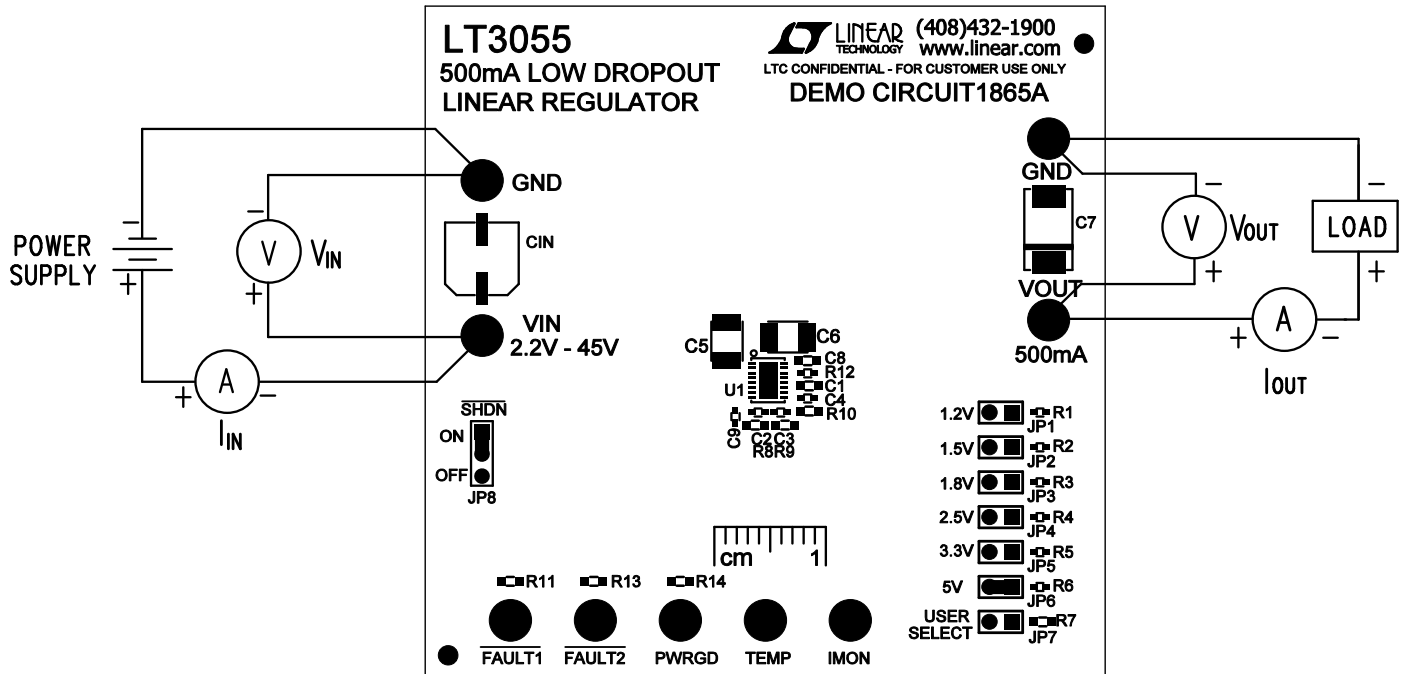 LT3055
500mA LOW DROPOUT
LINEAR REGULATOR
LINEAR
TECHNOLOGY
(408)432-1900
www.linear.com
LTC CONFIDENTIAL - FOR CUSTOMER USE ONLY
DEMO CIRCUIT1865A
GND
GND
CIN
C7
POWER
SUPPLY
-
+
-
V
+
VIN
-
V
+
VOUT
-
LOAD
+
VIN
2.2V - 45V
VOUT
500mA
+
A
-
IIN
+
A
-
IOUT
C5
C6
U1
C8
R12
C1
C4
R10
C9
C2
C3
R8
R9
SHDN
ON
OFF
JP8
1.2V
R1
JP1
1.5V
R2
JP2
1.8V
R3
JP3
2.5V
R4
JP4
3.3V
R5
JP5
5V
R6
JP6
USER
SELECT
R7
JP7
cm 1
R11
R13
R14
FAULT1
FAULT2
PWRGD
TEMP
IMON